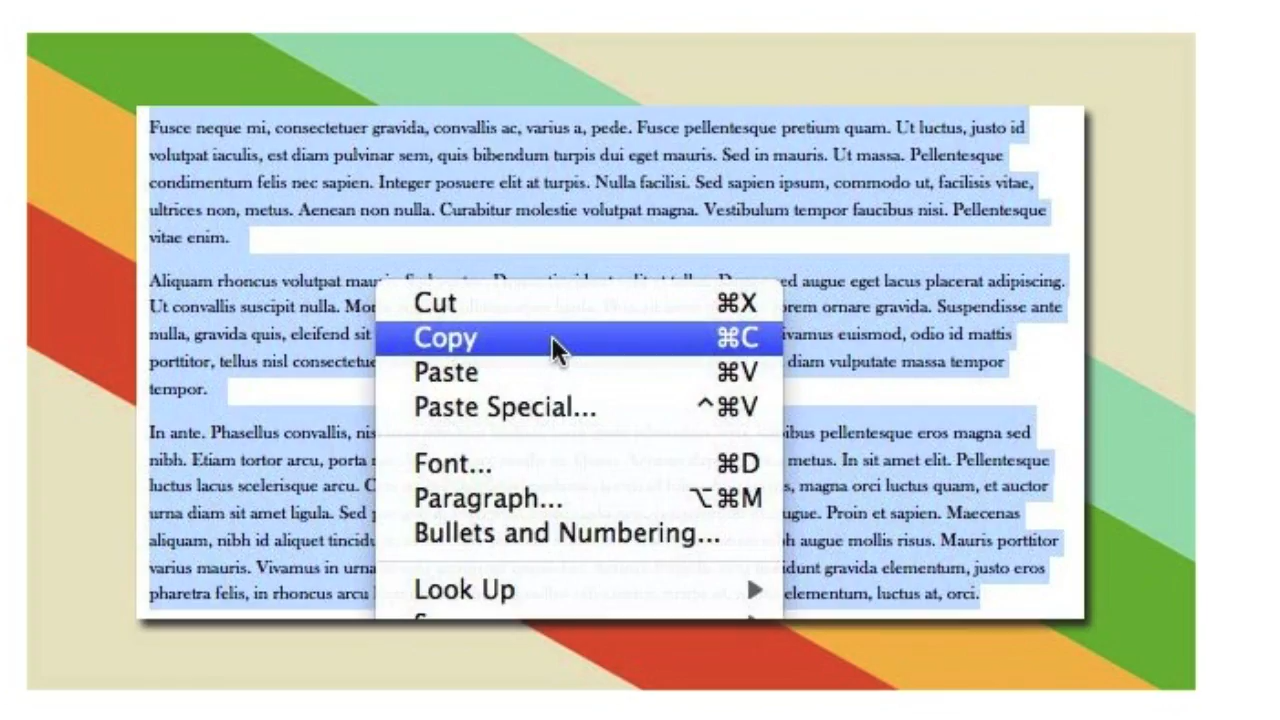 Fusce neque mi, consectetuer gravida, convallis ac, varius a, pede. Fusce pellentesque pretium quam. Ut luctus, justo id
volutpat iaculis, est diam pulvinar sem, quis bibendum turpis dui eget mauris. Sed in mauris. Ut massa. Pellentesque
condimentum felis nec sapien. Integer posuere elit at turpis. Nulla facilisi. Sed sapien ipsum, commodo ut, facilisis vitae,
ultrices non, metus. Aenean non nulla. Curabitur molestie volutpat magna. Vestibulum tempor faucibus nisi. Pellentesque
vitae enim.
Aliquam rhoncus volutpat augue eget lacus placerat adipiscing.
Ut convallis suscipit nulla. ornare gravida. Suspendisse ante
nulla, gravida quis, eleifend sit euismod, odio id mattis
porttitor, tellus nisl diam vulputate massa tempor
tempor.
In ante. Phasellus convallis, pellentesque eros magna sed
nibh. Etiam tortor arcu, porta metus. In sit amet elit. Pellentesque
luctus lacus scelerisque arcu. magna orci luctus quam, et auctor
urna diam sit amet ligula. Sed Proin et sapien. Maecenas
aliquam, nibh id aliquet augue mollis risus. Mauris porttitor
varius mauris. Vivamus in urna gravida elementum, justo eros
pharetra felis, in rhoncus arcu elementum, luctus at, orci.
Cut ⌘X
Copy ⌘C
Paste ⌘V
Paste Special... ^⌘V
Font... ⌘D
Paragraph... ⌥⌘M
Bullets and Numbering...
Look Up